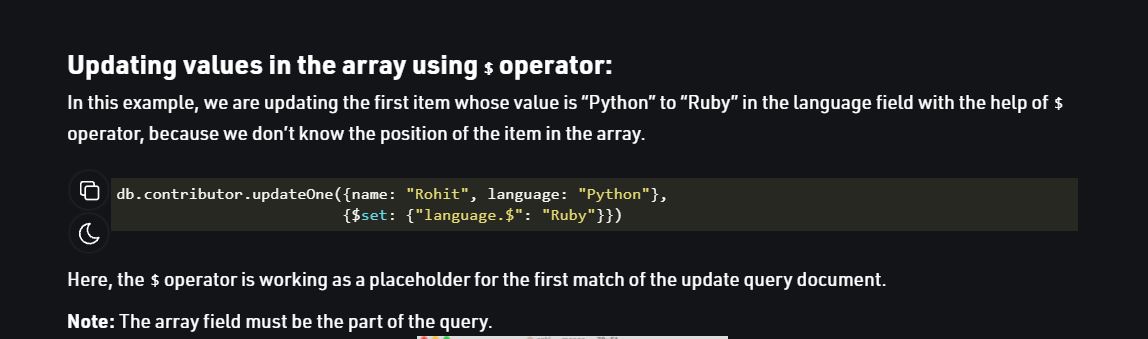 Updating values in the array using $ operator:
In this example, we are updating the first item whose value is “Python” to “Ruby” in the language field with the help of $
operator, because we don’t know the position of the item in the array.
db.contributor.updateOne({name: "Rohit", language: "Python"},
{$set: {"language.$": "Ruby"}})
Here, the $ operator is working as a placeholder for the first match of the update query document.
Note: The array field must be the part of the query.